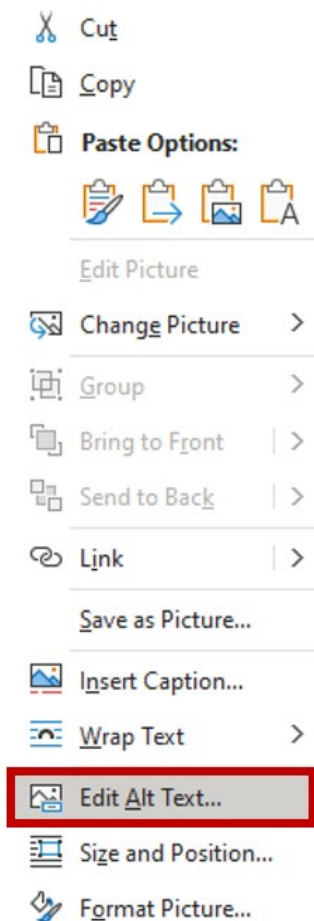 Cut
Copy
Paste Options:
A
Edit Picture
Change Picture
Group
Bring to Front
Send to Back
Link
Save as Picture...
Insert Caption...
Wrap Text
Edit Alt Text...
Size and Position...
Format Picture...